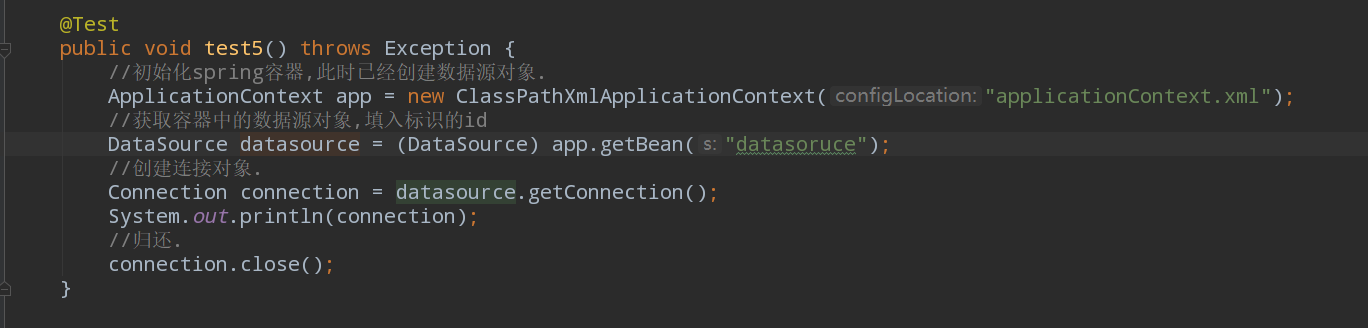 @Test
public void test5() throws Exception {
//初始化spring容器,此时已经创建数据源对象.
ApplicationContext app = new ClassPathXmlApplicationContext( configLocation: "applicationContext.xml");
//获取容器中的数据源对象,填入标识的id
DataSource datasource = (DataSource) app.getBean( s: "datasoruce");
//创建连接对象.
Connection connection = datasource.getConnection();
System.out.println(connection);
//归还.
connection.close();
}